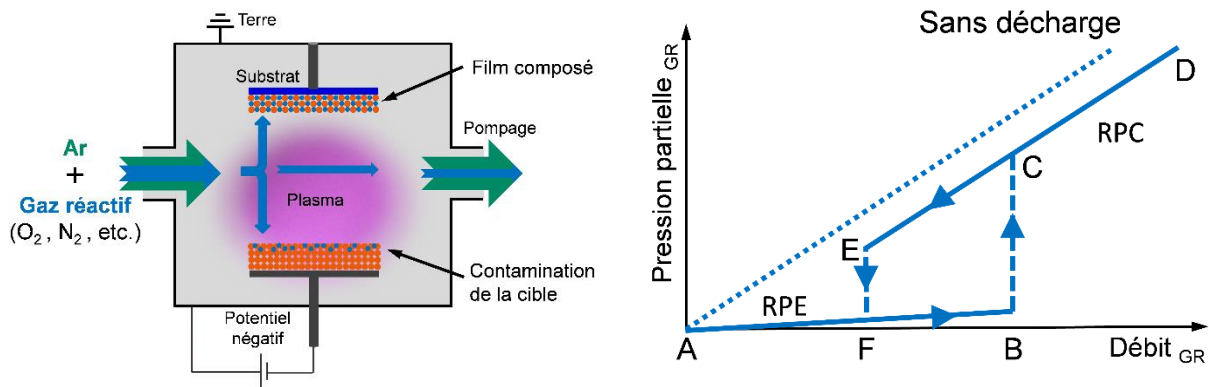 Terre
Substrat
Film composé
Ar
+
Gaz réactif
(O₂, N₂, etc.)
Pompage
Plasma
Contamination
de la cible
Potentiel
négatif
Sans décharge
Pression partielle GR
D
RPC
C
E
RPE
A
F
B
Débit GR